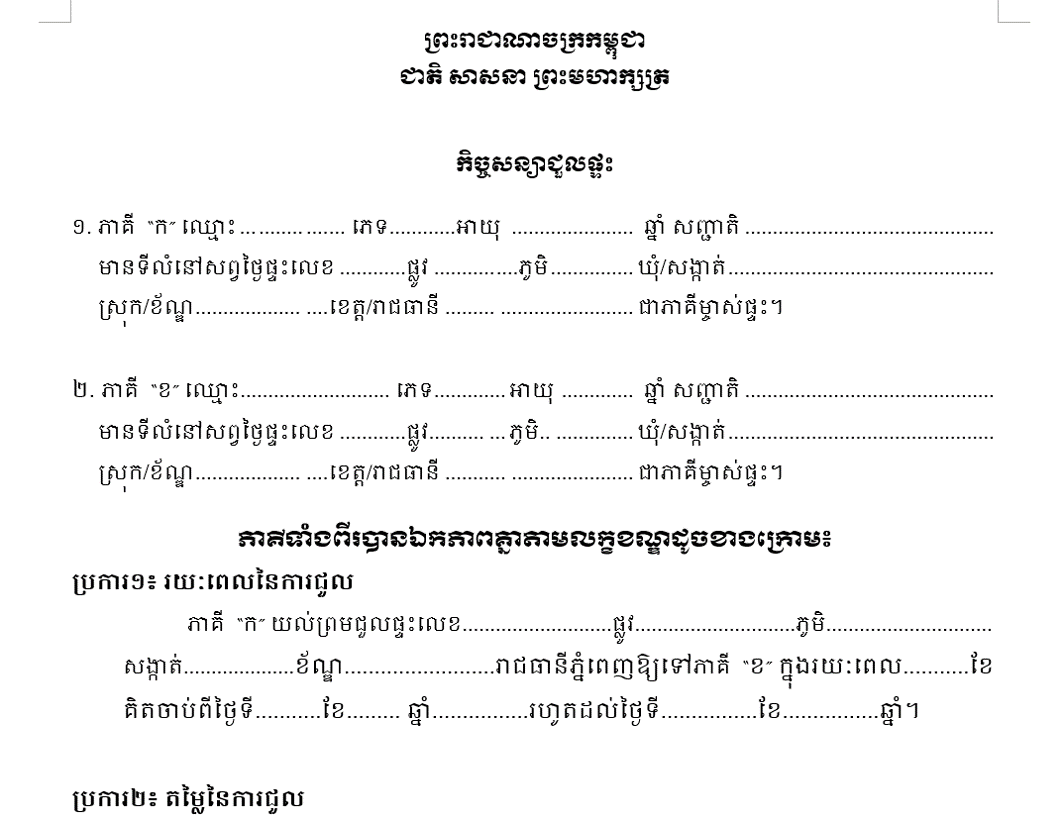 ព្រះរាជាណាចក្រកម្ពុជា
ជាតិ សាសនា ព្រះមហាក្សត្រ
កិច្ចសន្យាជួលផ្ទះ
១. ភាគី “ក” ឈ្មោះ ... ........ ....... ភេទ............អាយុ ...................... ឆ្នាំ សញ្ជាតិ .............................................
មានទីលំនៅសព្វថ្ងៃផ្ទះលេខ ............ផ្លូវ ...............ភូមិ............... ឃុំ/សង្កាត់................................................
ស្រុក/ខ័ណ្ឌ................... ....ខេត្ត/រាជធានី ......... ........................ ជាភាគីម្ចាស់ផ្ទះ។
២. ភាគី “ខ” ឈ្មោះ........................... ភេទ............. អាយុ ............. ឆ្នាំ សញ្ជាតិ .............................................
មានទីលំនៅសព្វថ្ងៃផ្ទះលេខ ............ផ្លូវ.......... ... ភូមិ.. .............. ឃុំ/សង្កាត់................................................
ស្រុក/ខ័ណ្ឌ................... ....ខេត្ត/រាជធានី ........... ...................... ជាភាគីម្ចាស់ផ្ទះ។
ភាគីទាំងពីរបានឯកភាពគ្នាតាមលក្ខខណ្ឌដូចខាងក្រោម៖
ប្រការ១៖ រយ:ពេលនៃការជួល
ភាគី “ក” យល់ព្រមជួលផ្ទះលេខ...........................ផ្លូវ.............................ភូមិ..............................
សង្កាត់....................ខ័ណ្ឌ...........................រាជធានីភ្នំពេញឱ្យទៅភាគី “ខ” ក្នុងរយ:ពេល............ខែ
គិតចាប់ពីថ្ងៃទី............ខែ.......... ឆ្នាំ.................រហូតដល់ថ្ងៃទី.................ខែ.................ឆ្នាំ។
ប្រការ២៖ តម្លៃនៃការជួល